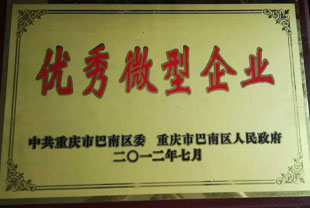 优秀微型企业
中共重庆市巴南区委 重庆市巴南区人民政府
二〇一二年七月